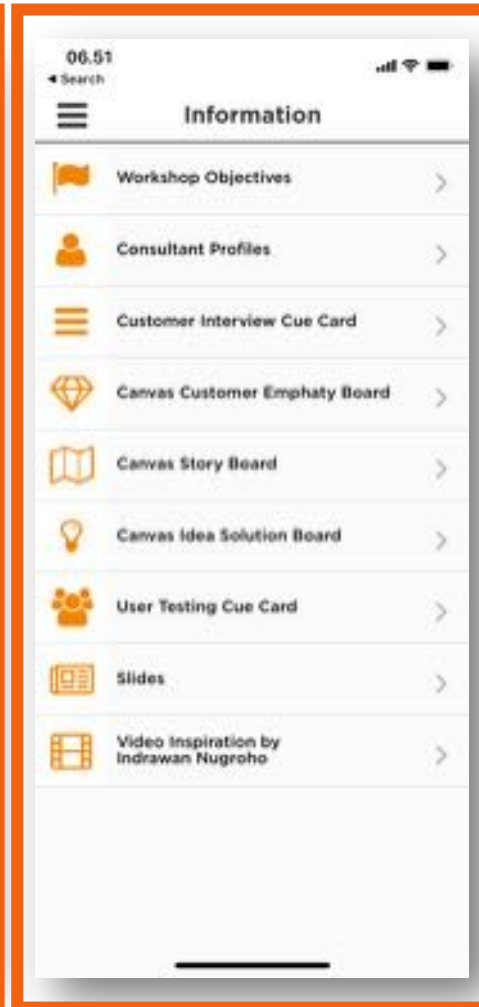 06.51
Search
Information
Workshop Objectives
Consultant Profiles
Customer Interview Cue Card
Canvas Customer Emphaty Board
Canvas Story Board
Canvas Idea Solution Board
User Testing Cue Card
Slides
Video Inspiration by
Indrawan Nugroho